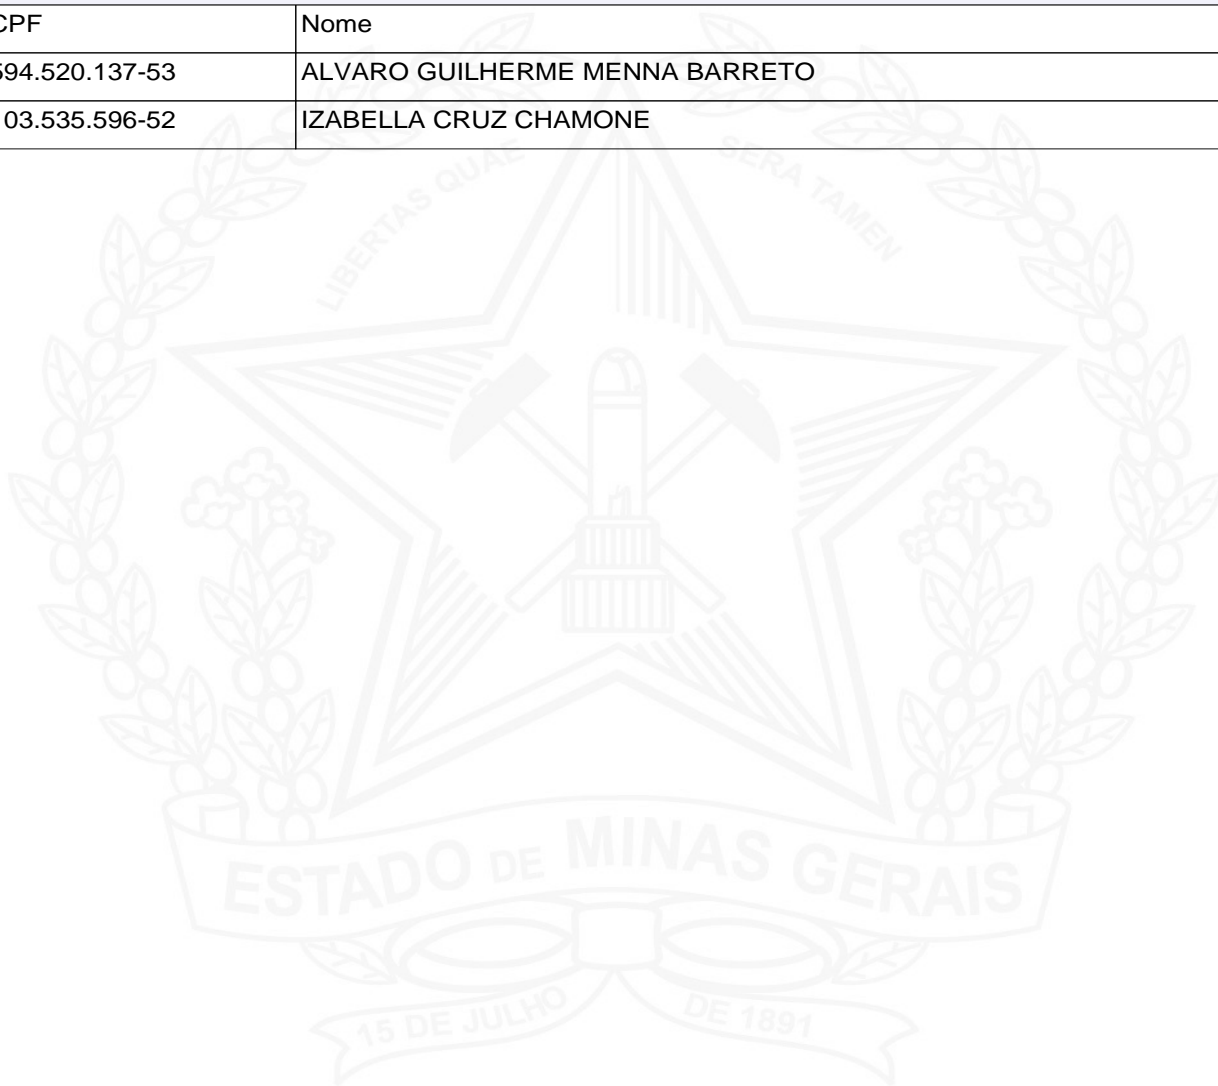 CPF Nome
594.520.137-53 ALVARO GUILHERME MENNA BARRETO
03.535.596-52 IZABELLA CRUZ CHAMONE
LIBERTAS QUAE SERA TAMEN
ESTADO DE MINAS GERAIS
15 DE JULHO DE 1891